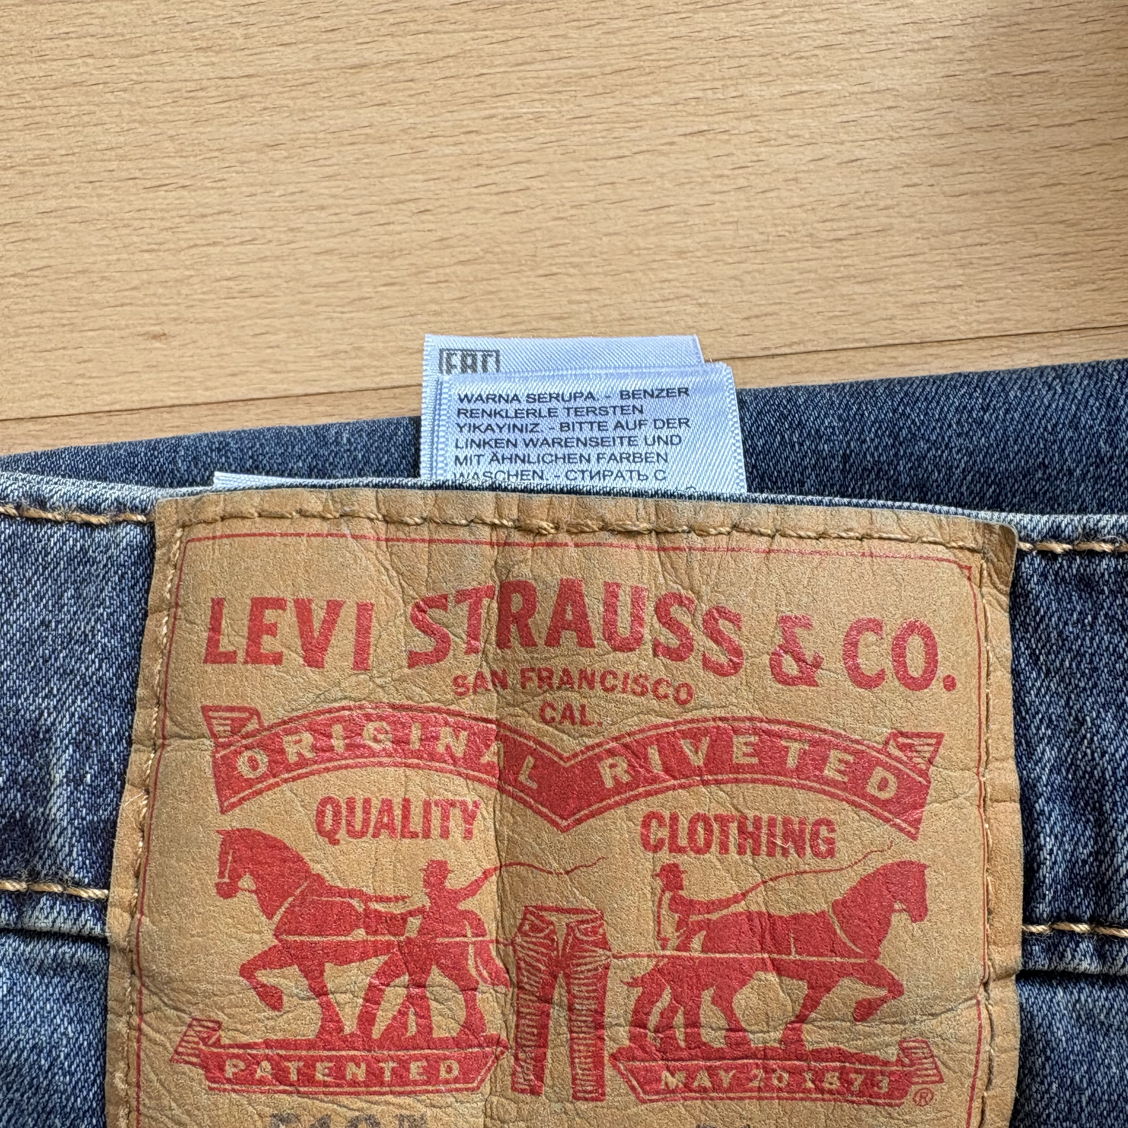 EAC
WARNA SERUPA. - BENZER
RENKLERLE TERSTEN
YIKAYINIZ. - BITTE AUF DER
LINKEN WARENSEITE UND
MIT ÄHNLICHEN FARBEN
WASCHEN. - СТИРАТЬ С
LEVI STRAUSS & CO.
SAN FRANCISCO
CAL.
ORIGINAL RIVETED
QUALITY CLOTHING
PATENTED MAY 20 1873 ®